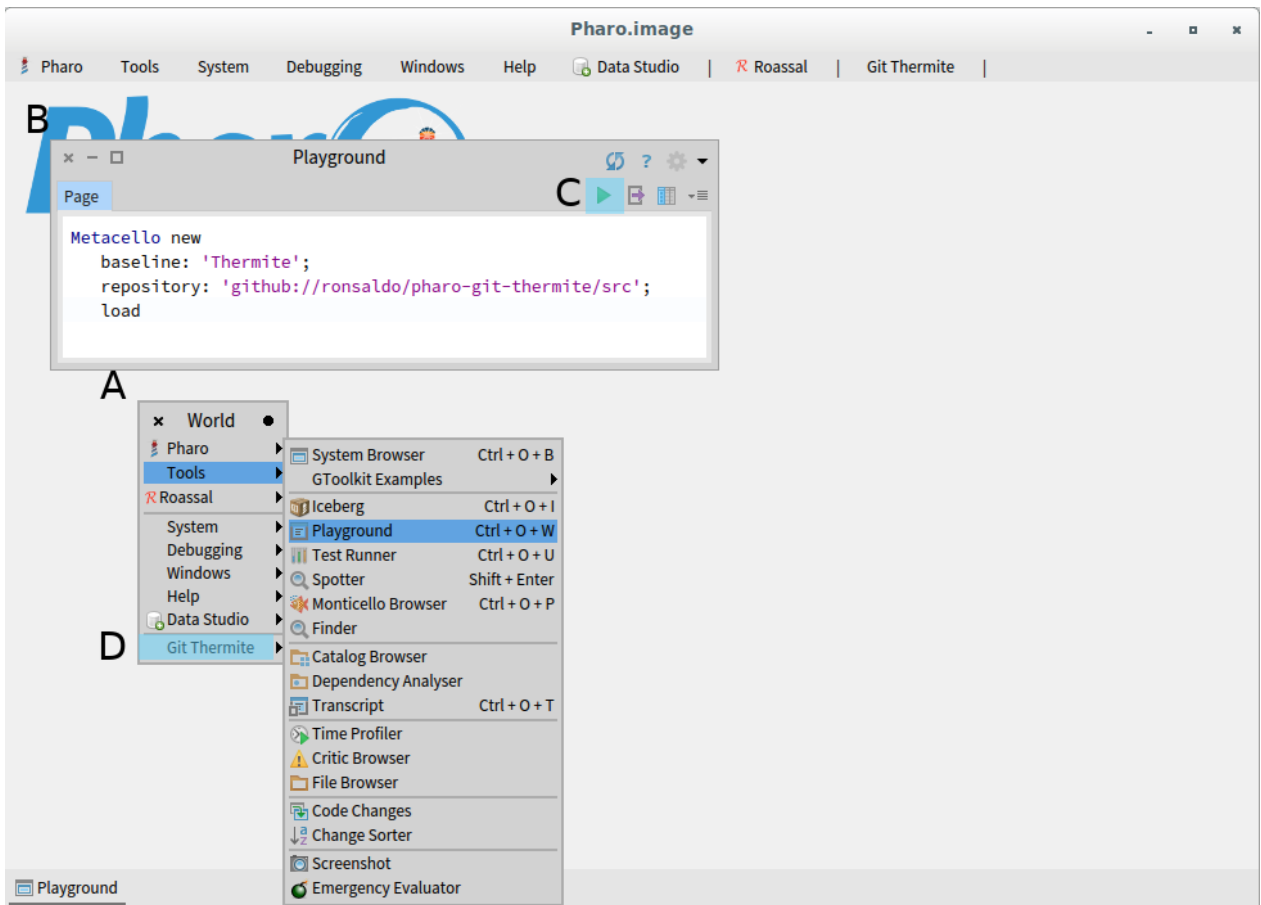 Pharo.image
Pharo Tools System Debugging Windows Help Data Studio | R Roassal | Git Thermite |
B
Phar
Playground
?
C
Page
Metacello new
baseline: 'Thermite';
repository: 'github://ronsaldo/pharo-git-thermite/src';
load
A
World
Pharo
Tools
R Roassal
System
Debugging
Windows
Help
Data Studio
D
Git Thermite
System Browser Ctrl + O + B
GToolkit Examples
Iceberg Ctrl + O + I
Playground Ctrl + O + W
Test Runner Ctrl + O + U
Spotter Shift + Enter
Monticello Browser Ctrl + O + P
Finder
Catalog Browser
Dependency Analyser
Transcript Ctrl + O + T
Time Profiler
Critic Browser
File Browser
Code Changes
Change Sorter
Screenshot
Emergency Evaluator
Playground